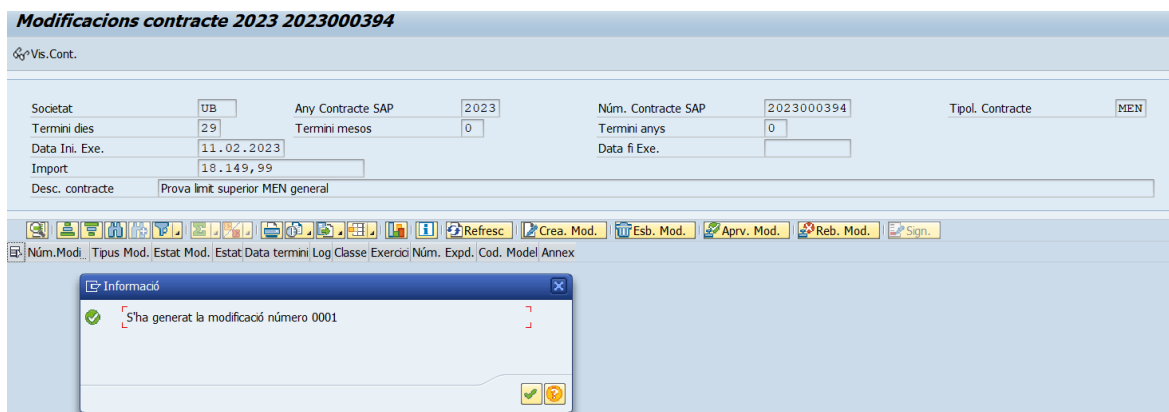 Modificacions contracte 2023 2023000394
Vis.Cont.
Societat UB Any Contracte SAP 2023 Núm. Contracte SAP 2023000394 Tipol. Contracte MEN
Termini dies 29 Termini mesos 0 Termini anys 0
Data Ini. Exe. 11.02.2023 Data fi Exe.
Import 18.149,99
Desc. contracte Prova limit superior MEN general
Refresc Crea. Mod. Esb. Mod. Aprv. Mod. Reb. Mod. Sign.
Núm.Modi.. Tipus Mod. Estat Mod. Estat Data termini Log Classe Exercici Núm. Expd. Cod. Model Annex
Informació
S'ha generat la modificació número 0001